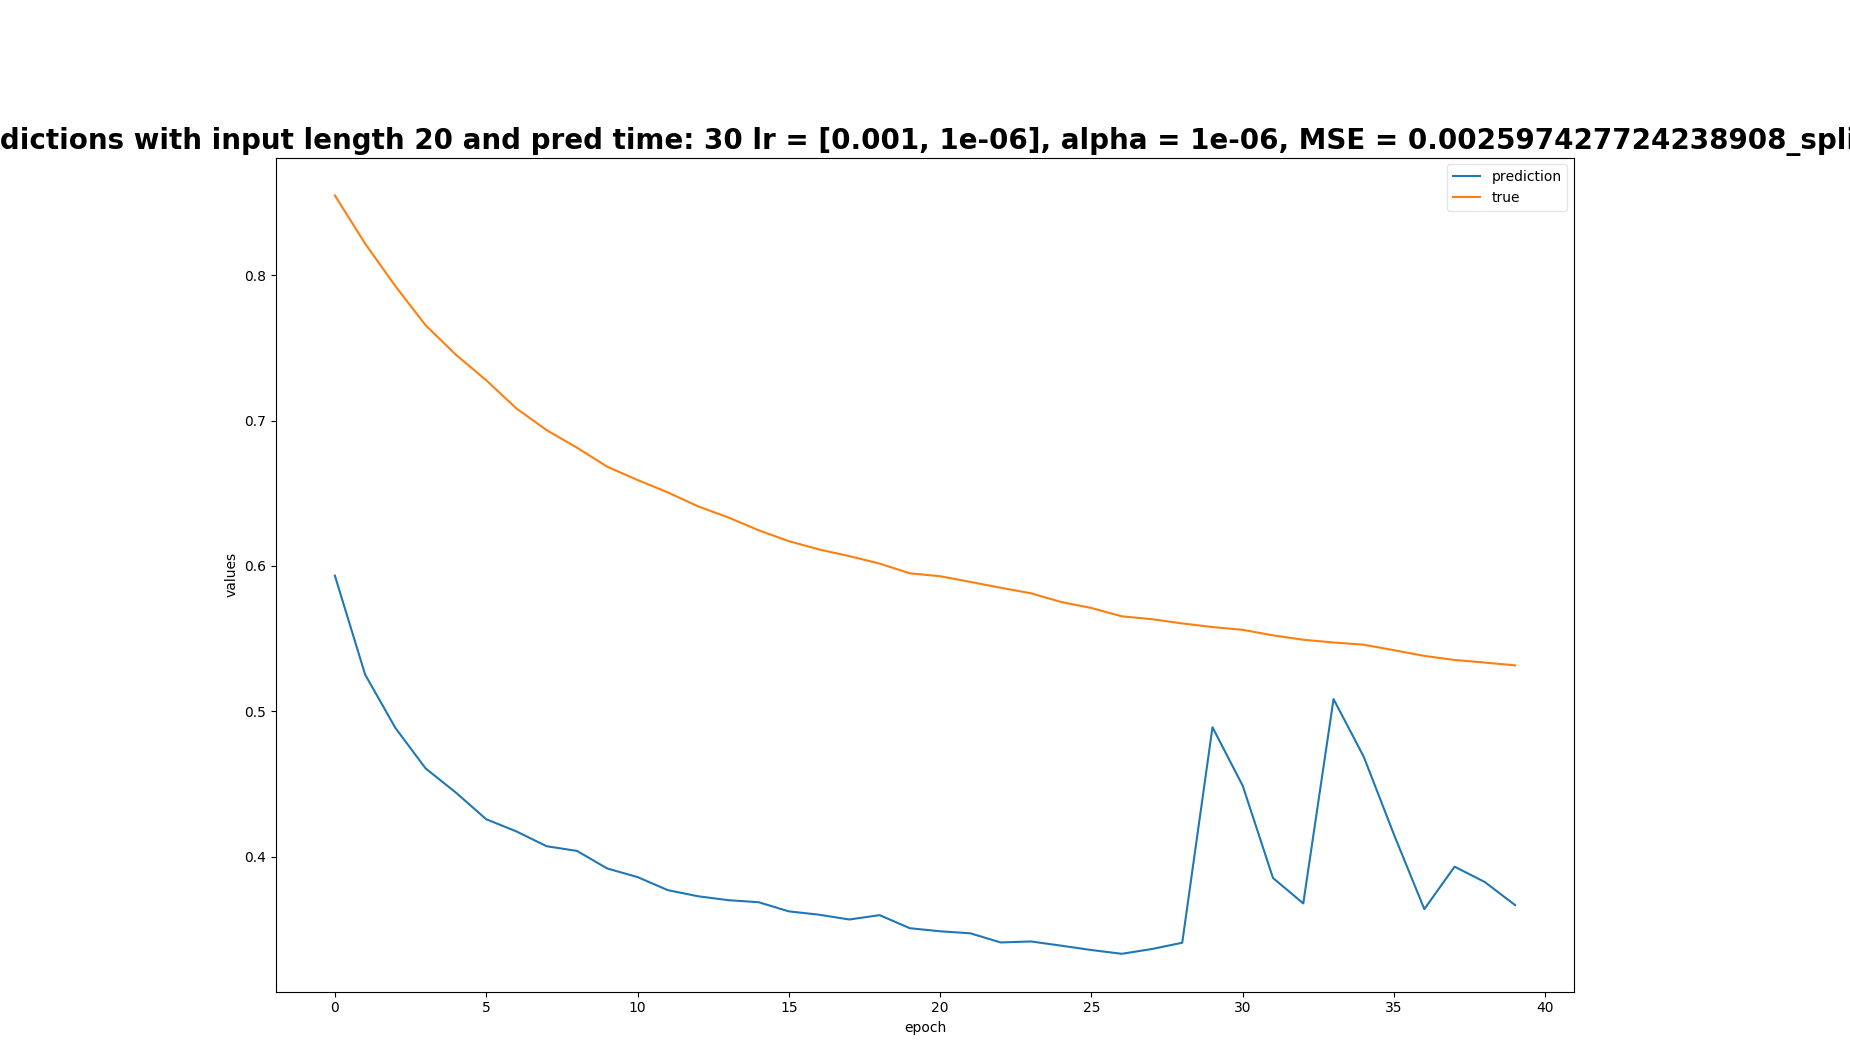 dictions with input length 20 and pred time: 30 lr = [0.001, 1e-06], alpha = 1e-06, MSE = 0.002597427724238908_spli
prediction
true
0.8
0.7
0.6
0.5
0.4
values
0 5 10 15 20 25 30 35 40
epoch